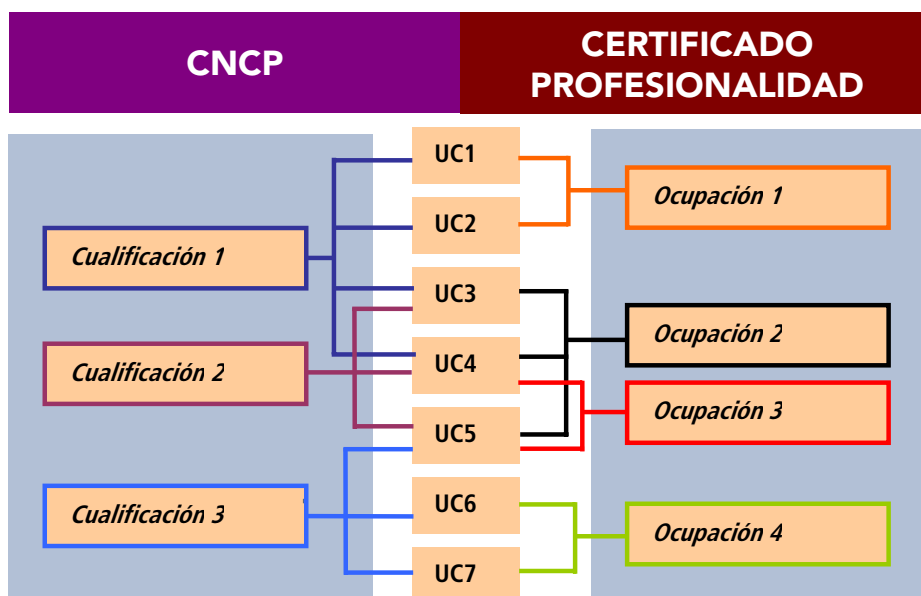 CNCP
CERTIFICADO
PROFESIONALIDAD
UC1
UC2
UC3
UC4
UC5
UC6
UC7
Cualificación 1
Cualificación 2
Cualificación 3
Ocupación 1
Ocupación 2
Ocupación 3
Ocupación 4